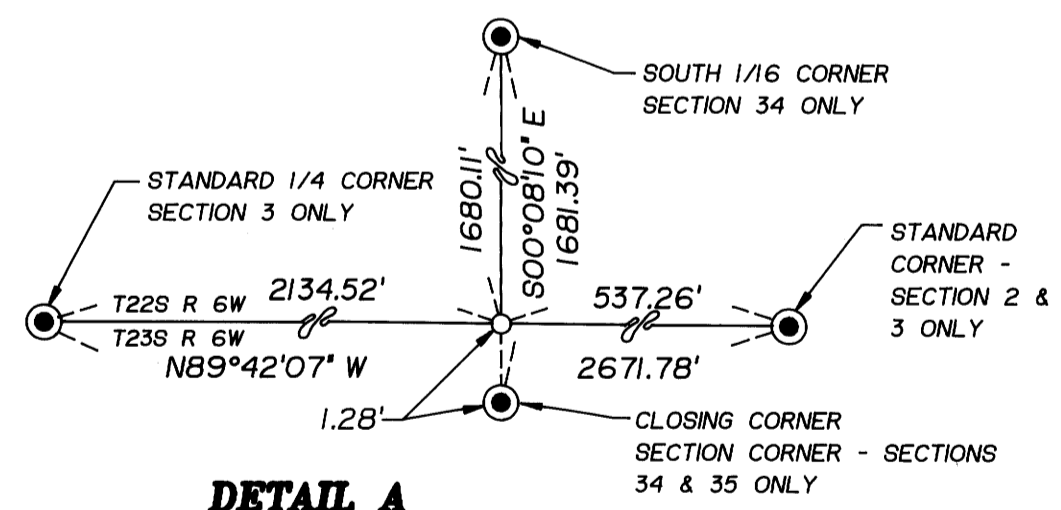 SOUTH 1/16 CORNER
SECTION 34 ONLY
STANDARD 1/4 CORNER
SECTION 3 ONLY
1680.11'
S00°08'10" E
1681.39'
STANDARD
CORNER -
SECTION 2 &
3 ONLY
T22S R 6W
2134.52'
537.26'
T23S R 6W
N89°42'07" W
2671.78'
1.28'
CLOSING CORNER
SECTION CORNER - SECTIONS
34 & 35 ONLY
DETAIL A